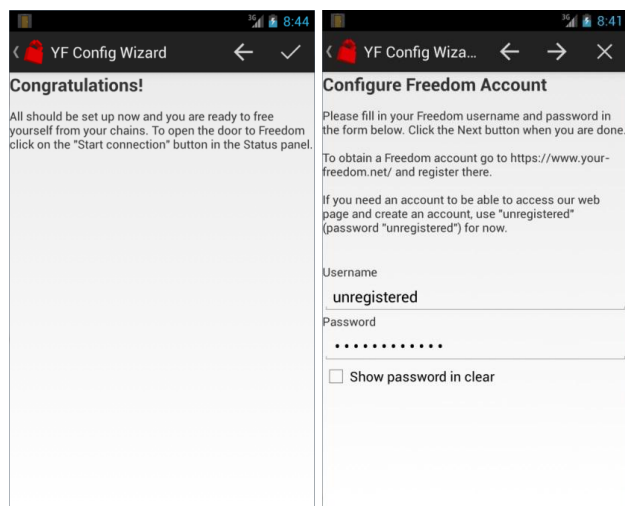 3G 8:44
YF Config Wizard
Congratulations!
All should be set up now and you are ready to free
yourself from your chains. To open the door to Freedom
click on the "Start connection" button in the Status panel.
3G 8:41
YF Config Wiza...
Configure Freedom Account
Please fill in your Freedom username and password in
the form below. Click the Next button when you are done.
To obtain a Freedom account go to https://www.your-
freedom.net/ and register there.
If you need an account to be able to access our web
page and create an account, use "unregistered"
(password "unregistered") for now.
Username
unregistered
Password
••••••••••••
Show password in clear